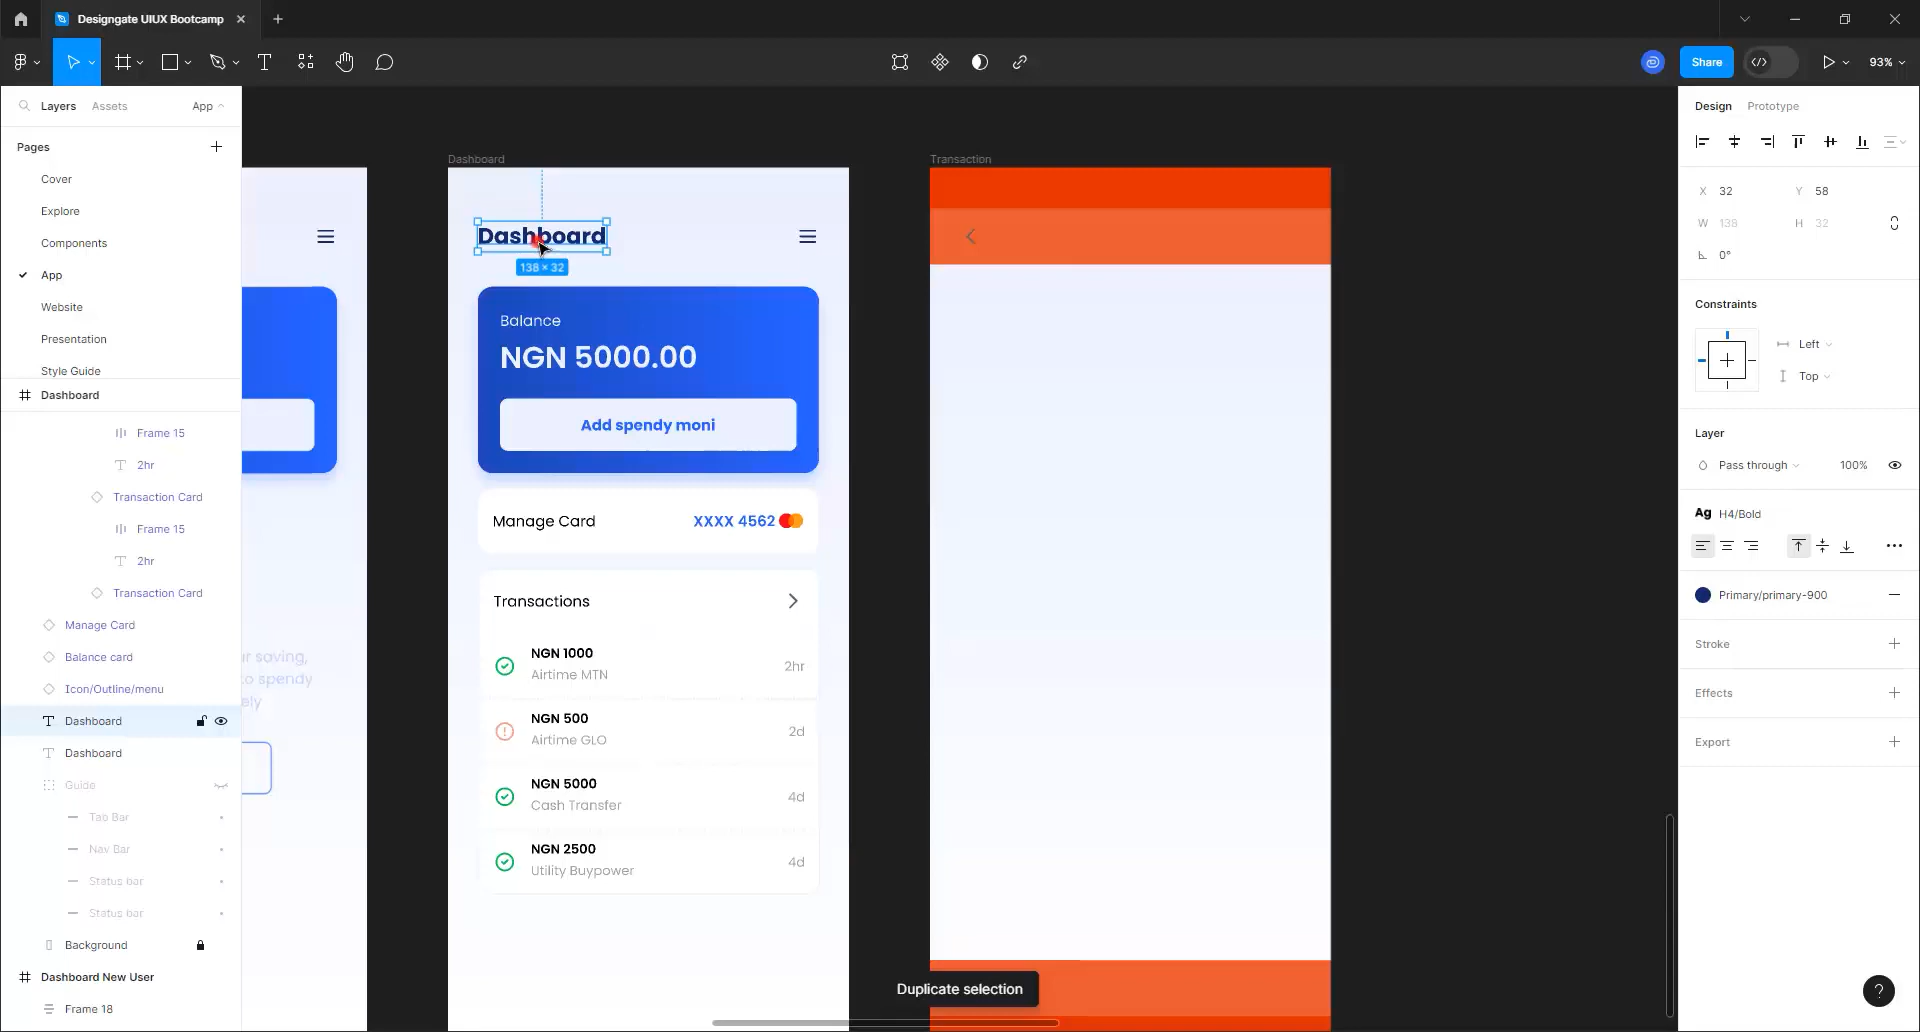 Designgate UIUX Bootcamp
Share
93%
Layers
Assets
App
Pages
Cover
Explore
Components
App
Website
Presentation
Style Guide
Dashboard
Frame 15
2hr
Transaction Card
Frame 15
2hr
Transaction Card
Manage Card
Balance card
Icon/Outline/menu
Dashboard
Dashboard
Guide
Tab Bar
Nav Bar
Status bar
Status bar
Background
Dashboard New User
Frame 18
r saving,
o spendy
ely
Dashboard
Dashboard
138 × 32
Balance
NGN 5000.00
Add spendy moni
Manage Card
XXXX 4562
Transactions
NGN 1000
Airtime MTN
2hr
NGN 500
Airtime GLO
2d
NGN 5000
Cash Transfer
4d
NGN 2500
Utility Buypower
4d
Transaction
Duplicate selection
Design
Prototype
X 32
Y 58
W 138
H 32
0°
Constraints
Left
Top
Layer
Pass through
100%
Ag H4/Bold
Primary/primary-900
Stroke
Effects
Export
?